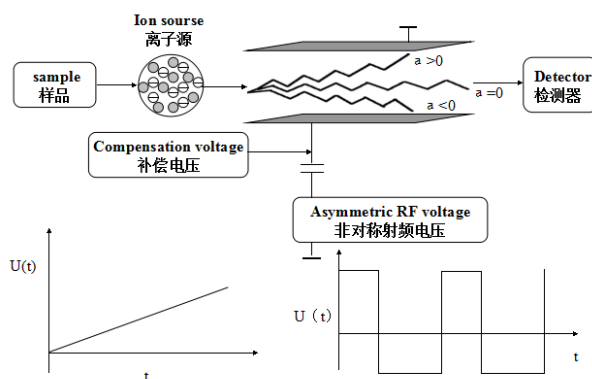 Ion sourse
离子源
sample
样品
a >0
a =0
a <0
Detector
检测器
Compensation voltage
补偿电压
Asymmetric RF voltage
非对称射频电压
U(t)
t
U（t）
t